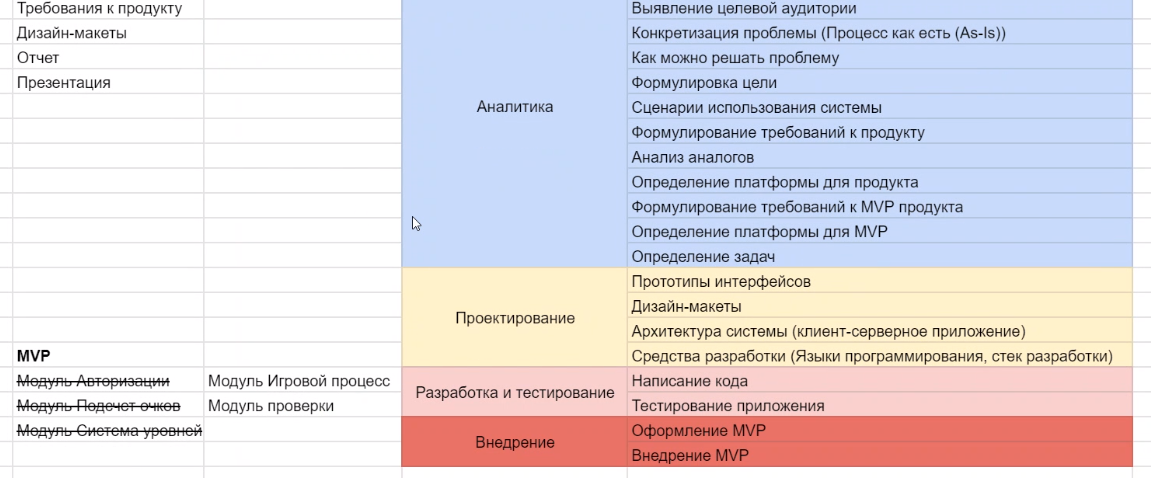 Требования к продукту
Выявление целевой аудитории
Дизайн-макеты
Конкретизация проблемы (Процесс как есть (As-Is))
Отчет
Как можно решать проблему
Презентация
Формулировка цели
Аналитика
Сценарии использования системы
Формулирование требований к продукту
Анализ аналогов
Определение платформы для продукта
Формулирование требований к MVP продукта
Определение платформы для MVP
Определение задач
Проектирование
Прототипы интерфейсов
Дизайн-макеты
Архитектура системы (клиент-серверное приложение)
MVP
Средства разработки (Языки программирования, стек разработки)
Модуль Авторизации
Модуль Игровой процесс
Разработка и тестирование
Написание кода
Модуль Подсчет очков
Модуль проверки
Тестирование приложения
Модуль Система уровней
Внедрение
Оформление MVP
Внедрение MVP